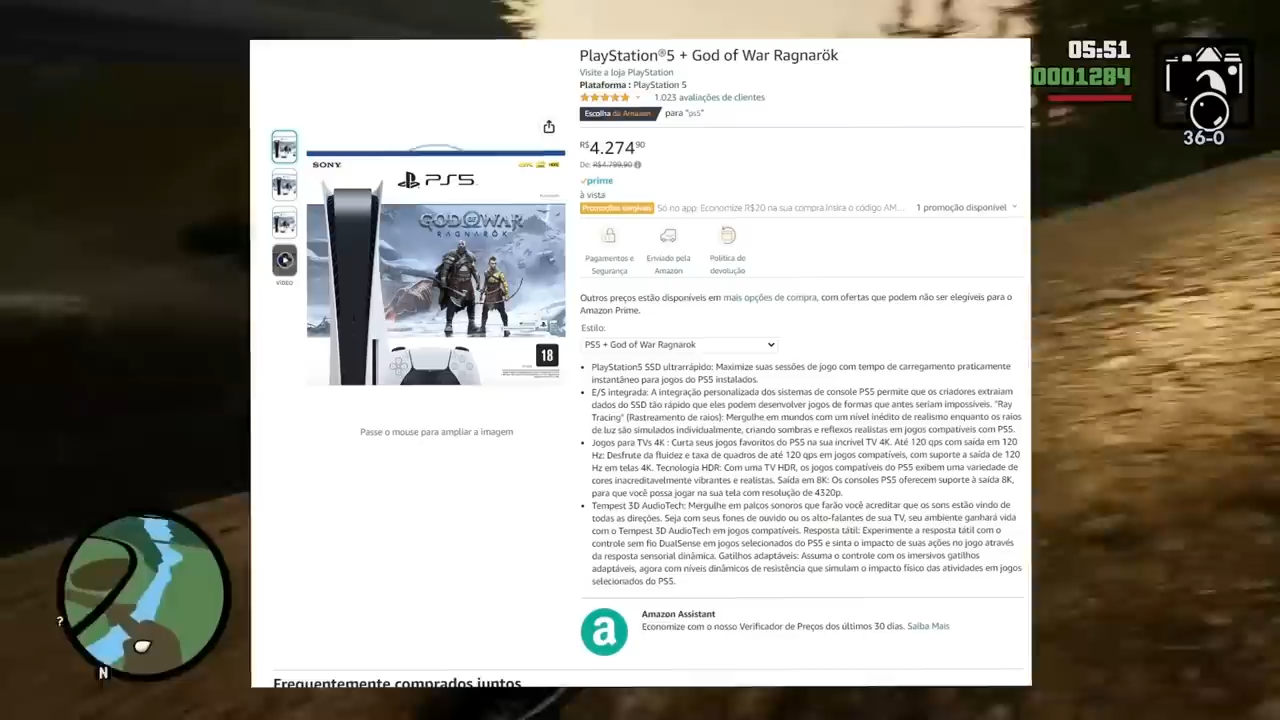 05:51
00001284
36-0
PlayStation®5 + God of War Ragnarök
Visite a loja PlayStation
Plataforma : PlayStation 5
1.023 avaliações de clientes
Escolha da Amazon para "ps5"
SONY
PS5
GOD OF WAR
RAGNARÖK
18
VÍDEO
Passe o mouse para ampliar a imagem
R$4.274,90
De: R$4.799,90
prime
à vista
Promoções elegíveis Só no app: Economize R$20 na sua compra.Insira o código AM... 1 promoção disponível
Pagamentos e Segurança
Enviado pela Amazon
Política de devolução
Outros preços estão disponíveis em mais opções de compra, com ofertas que podem não ser elegíveis para o
Amazon Prime.
Estilo:
PS5 + God of War Ragnarok
• PlayStation5 SSD ultrarrápido: Maximize suas sessões de jogo com tempo de carregamento praticamente
instantâneo para jogos do PS5 instalados.
• E/S integrada: A integração personalizada dos sistemas de console PS5 permite que os criadores extraiam
dados do SSD tão rápido que eles podem desenvolver jogos de formas que antes seriam impossíveis. "Ray
Tracing" (Rastreamento de raios): Mergulhe em mundos com um nível inédito de realismo enquanto os raios
de luz são simulados individualmente, criando sombras e reflexos realistas em jogos compatíveis com PS5.
• Jogos para TVs 4K : Curta seus jogos favoritos do PS5 na sua incrível TV 4K. Até 120 qps com saída em 120
Hz: Desfrute da fluidez e taxa de quadros de até 120 qps em jogos compatíveis, com suporte a saída de 120
Hz em telas 4K. Tecnologia HDR: Com uma TV HDR, os jogos compatíveis do PS5 exibem uma variedade de
cores inacreditavelmente vibrantes e realistas. Saída em 8K: Os consoles PS5 oferecem suporte à saída 8K,
para que você possa jogar na sua tela com resolução de 4320p.
• Tempest 3D AudioTech: Mergulhe em palcos sonoros que farão você acreditar que os sons estão vindo de
todas as direções. Seja com seus fones de ouvido ou os alto-falantes de sua TV, seu ambiente ganhará vida
com o Tempest 3D AudioTech em jogos compatíveis. Resposta tátil: Experimente a resposta tátil com o
controle sem fio DualSense em jogos selecionados do PS5 e sinta o impacto de suas ações no jogo através
da resposta sensorial dinâmica. Gatilhos adaptáveis: Assuma o controle com os imersivos gatilhos
adaptáveis, agora com níveis dinâmicos de resistência que simulam o impacto físico das atividades em jogos
selecionados do PS5.
a
Amazon Assistant
Economize com o nosso Verificador de Preços dos últimos 30 dias. Saiba Mais
Frequentemente comprados juntos
?
N